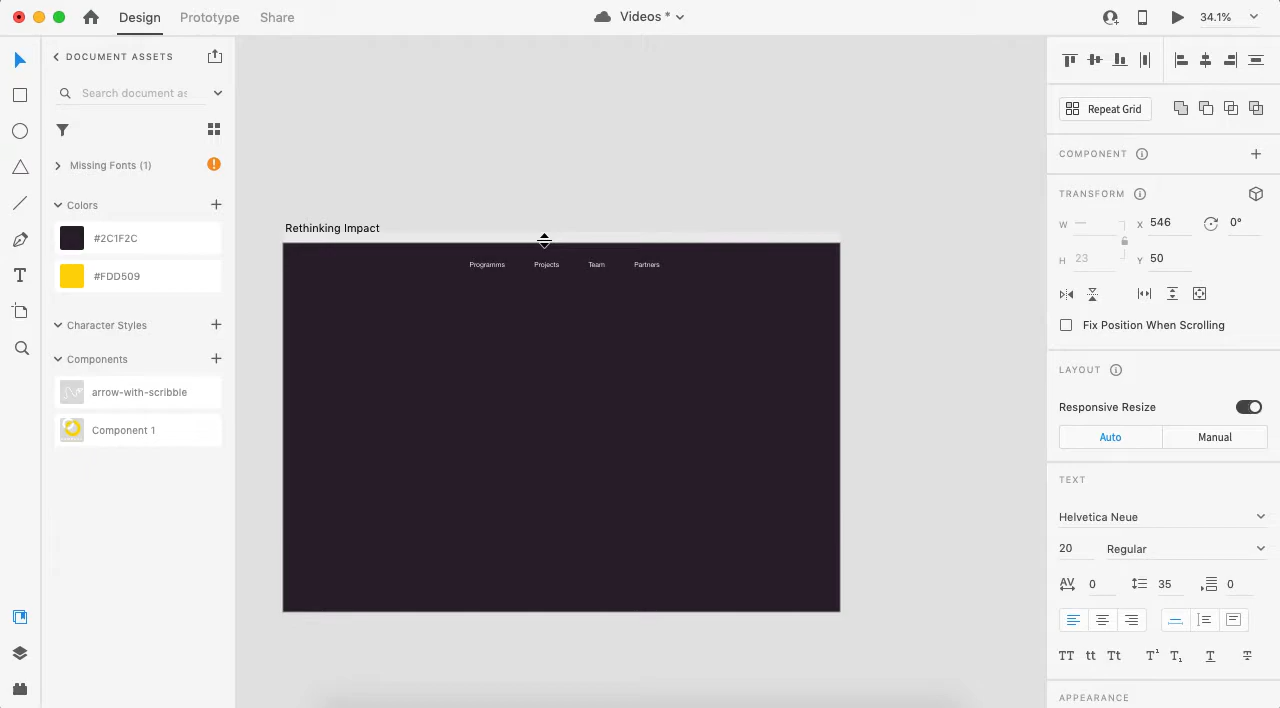 Design Prototype Share
Videos *
34.1%
DOCUMENT ASSETS
Search document as
Missing Fonts (1)
Colors
#2C1F2C
#FDD509
Character Styles
Components
arrow-with-scribble
Component 1
Rethinking Impact
Programms Projects Team Partners
Repeat Grid
COMPONENT
TRANSFORM
W X 546 0°
H 23 Y 50
Fix Position When Scrolling
LAYOUT
Responsive Resize
Auto Manual
TEXT
Helvetica Neue
20 Regular
AV 0 35 0
TT tt Tt T¹ T₁ T T
APPEARANCE